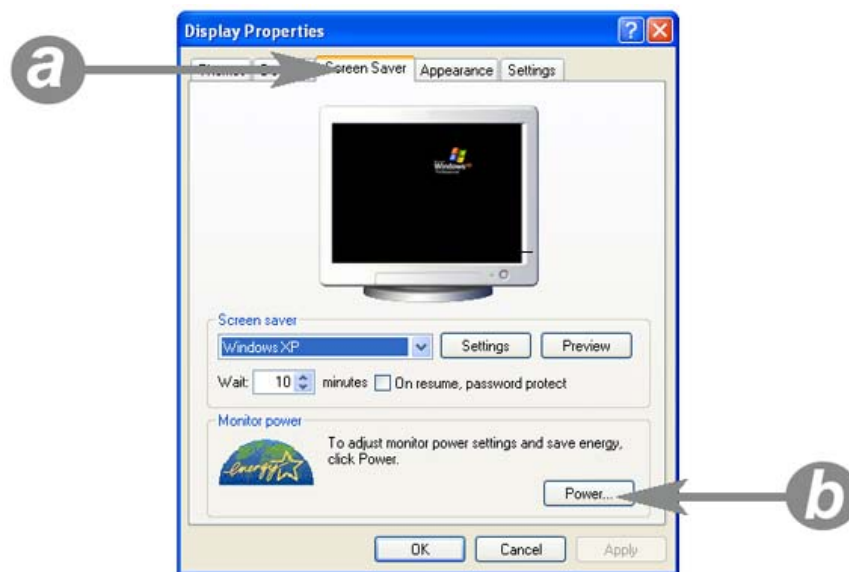 Display Properties
a
Screen Saver
Appearance
Settings
Windows
Screen saver
Windows XP
Settings
Preview
Wait:
10
minutes
On resume, password protect
Monitor power
energy
To adjust monitor power settings and save energy,
click Power.
Power...
b
OK
Cancel
Apply